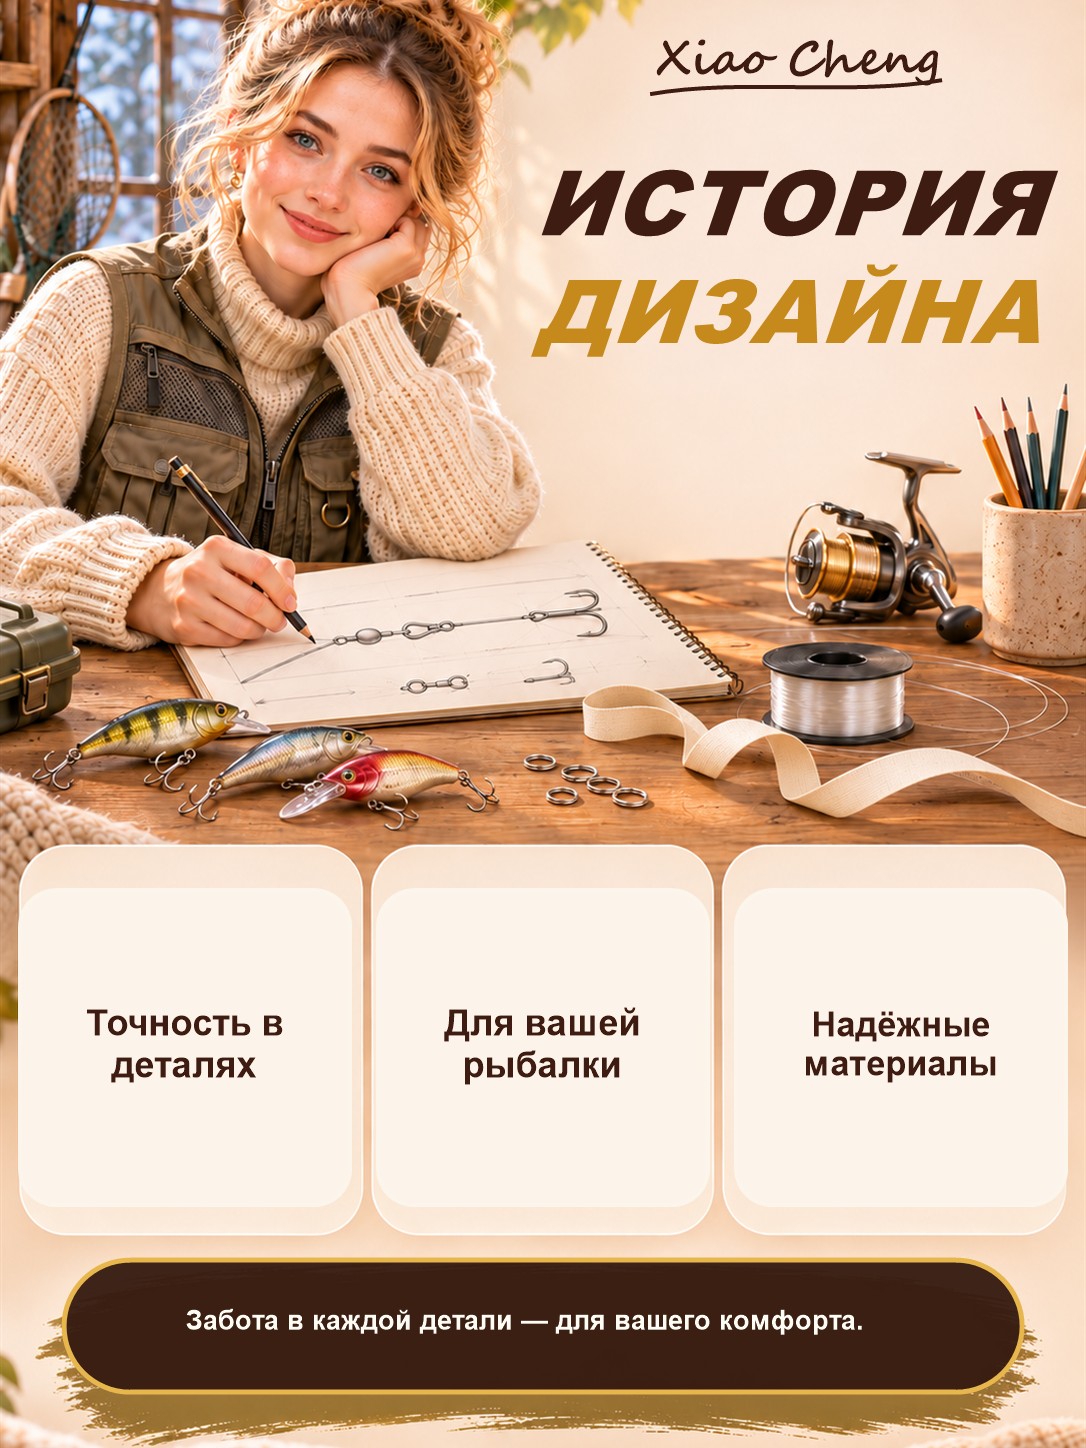 Xiao Cheng
ИСТОРИЯ
ДИЗАЙНА
Точность в
деталях
Для вашей
рыбалки
Надёжные
материалы
Забота в каждой детали — для вашего комфорта.